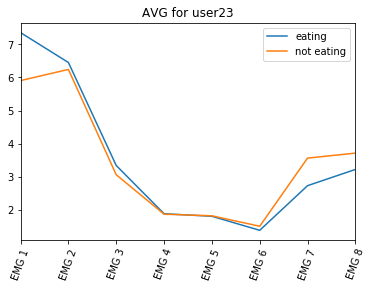 AVG for user23
eating
not eating
7
6
5
4
3
2
EMG 1
EMG 2
EMG 3
EMG 4
EMG 5
EMG 6
EMG 7
EMG 8